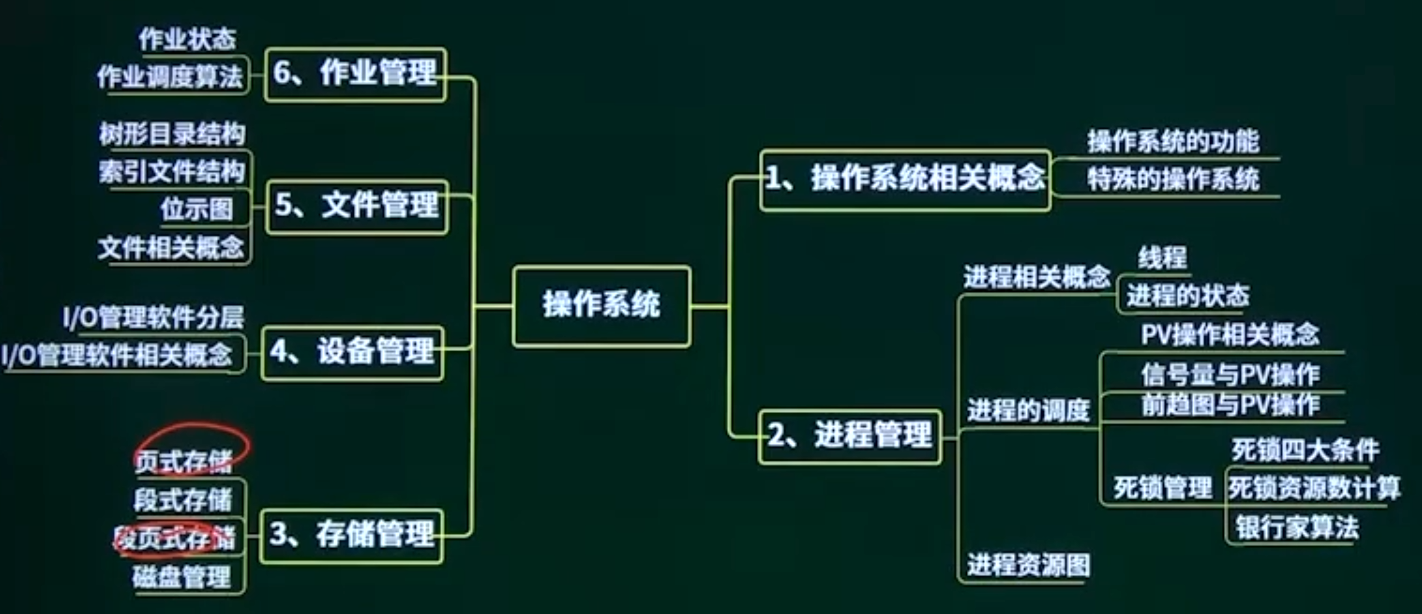 操作系统
1、操作系统相关概念
操作系统的功能
特殊的操作系统
2、进程管理
进程相关概念
线程
进程的状态
进程的调度
PV操作相关概念
信号量与PV操作
前趋图与PV操作
死锁管理
死锁四大条件
死锁资源数计算
银行家算法
进程资源图
3、存储管理
页式存储
段式存储
段页式存储
磁盘管理
4、设备管理
I/O管理软件分层
I/O管理软件相关概念
5、文件管理
树形目录结构
索引文件结构
位示图
文件相关概念
6、作业管理
作业状态
作业调度算法